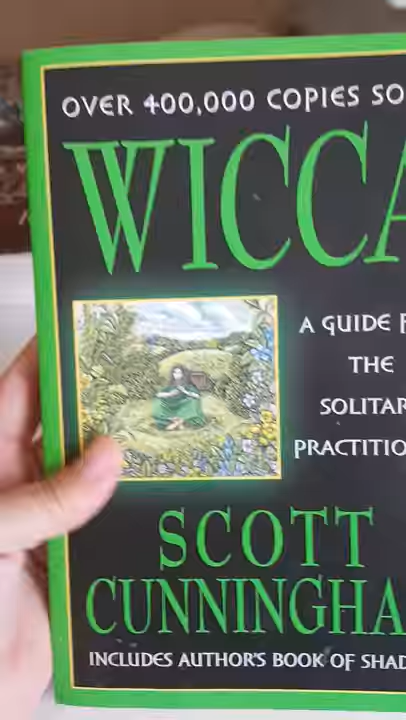 OVER 400,000 COPIES SO
WICCA
A GUIDE F
THE
SOLITAR
PRACTITIO
SCOTT
CUNNINGHA
INCLUDES AUTHOR'S BOOK OF SHAD